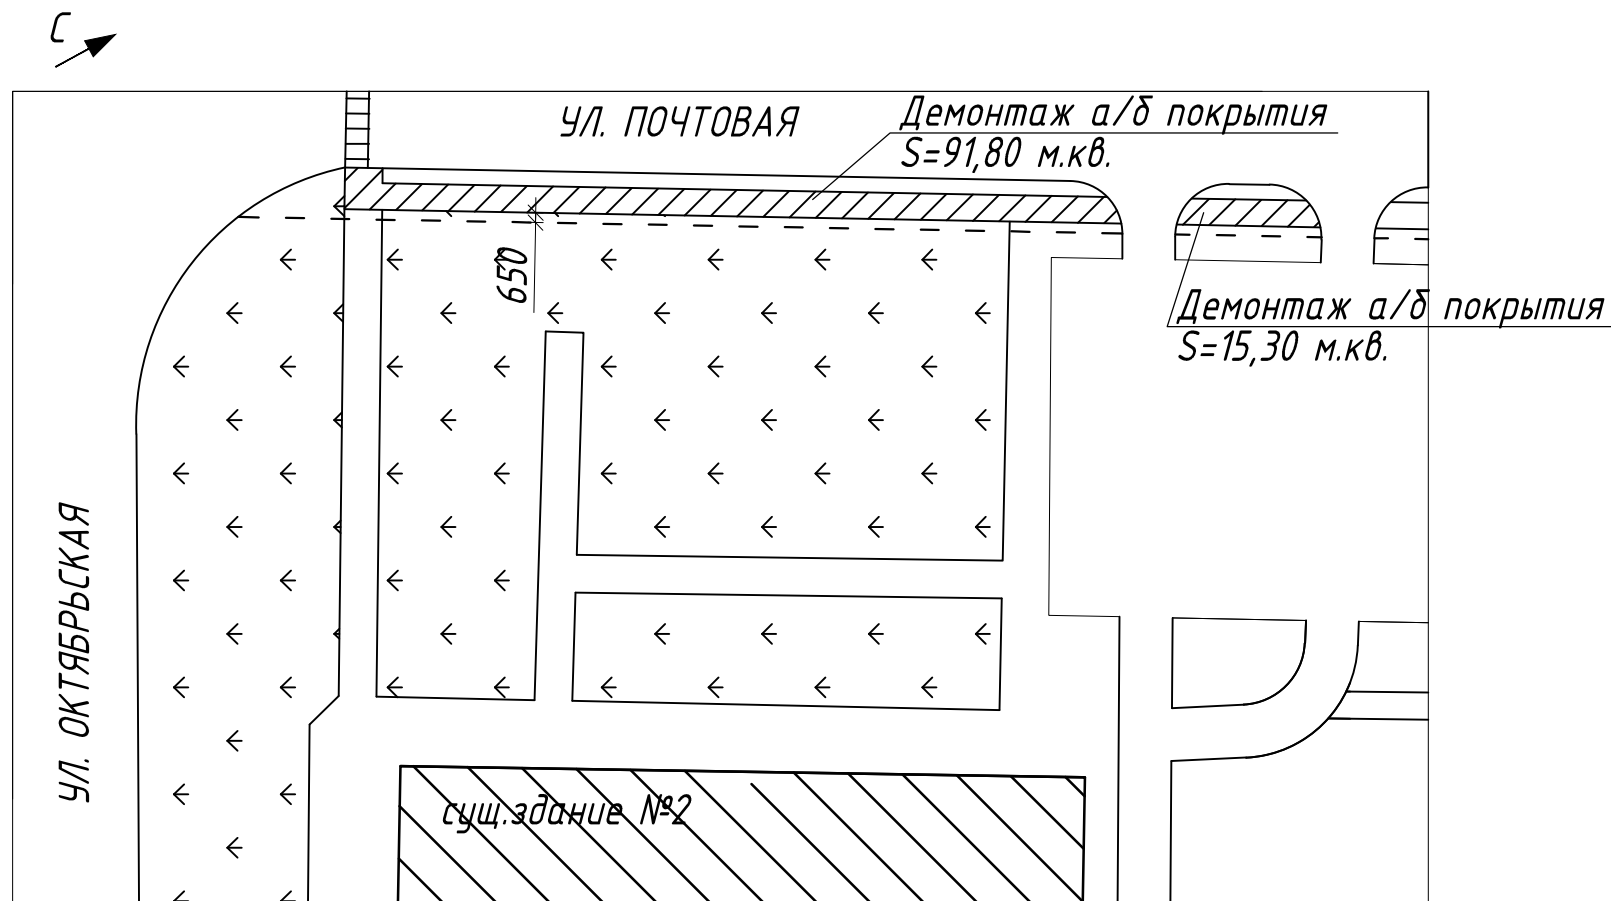 С
УЛ. ПОЧТОВАЯ
Демонтаж а/б покрытия
S=91,80 м.кв.
650
Демонтаж а/б покрытия
S=15,30 м.кв.
УЛ. ОКТЯБРЬСКАЯ
сущ.здание №2